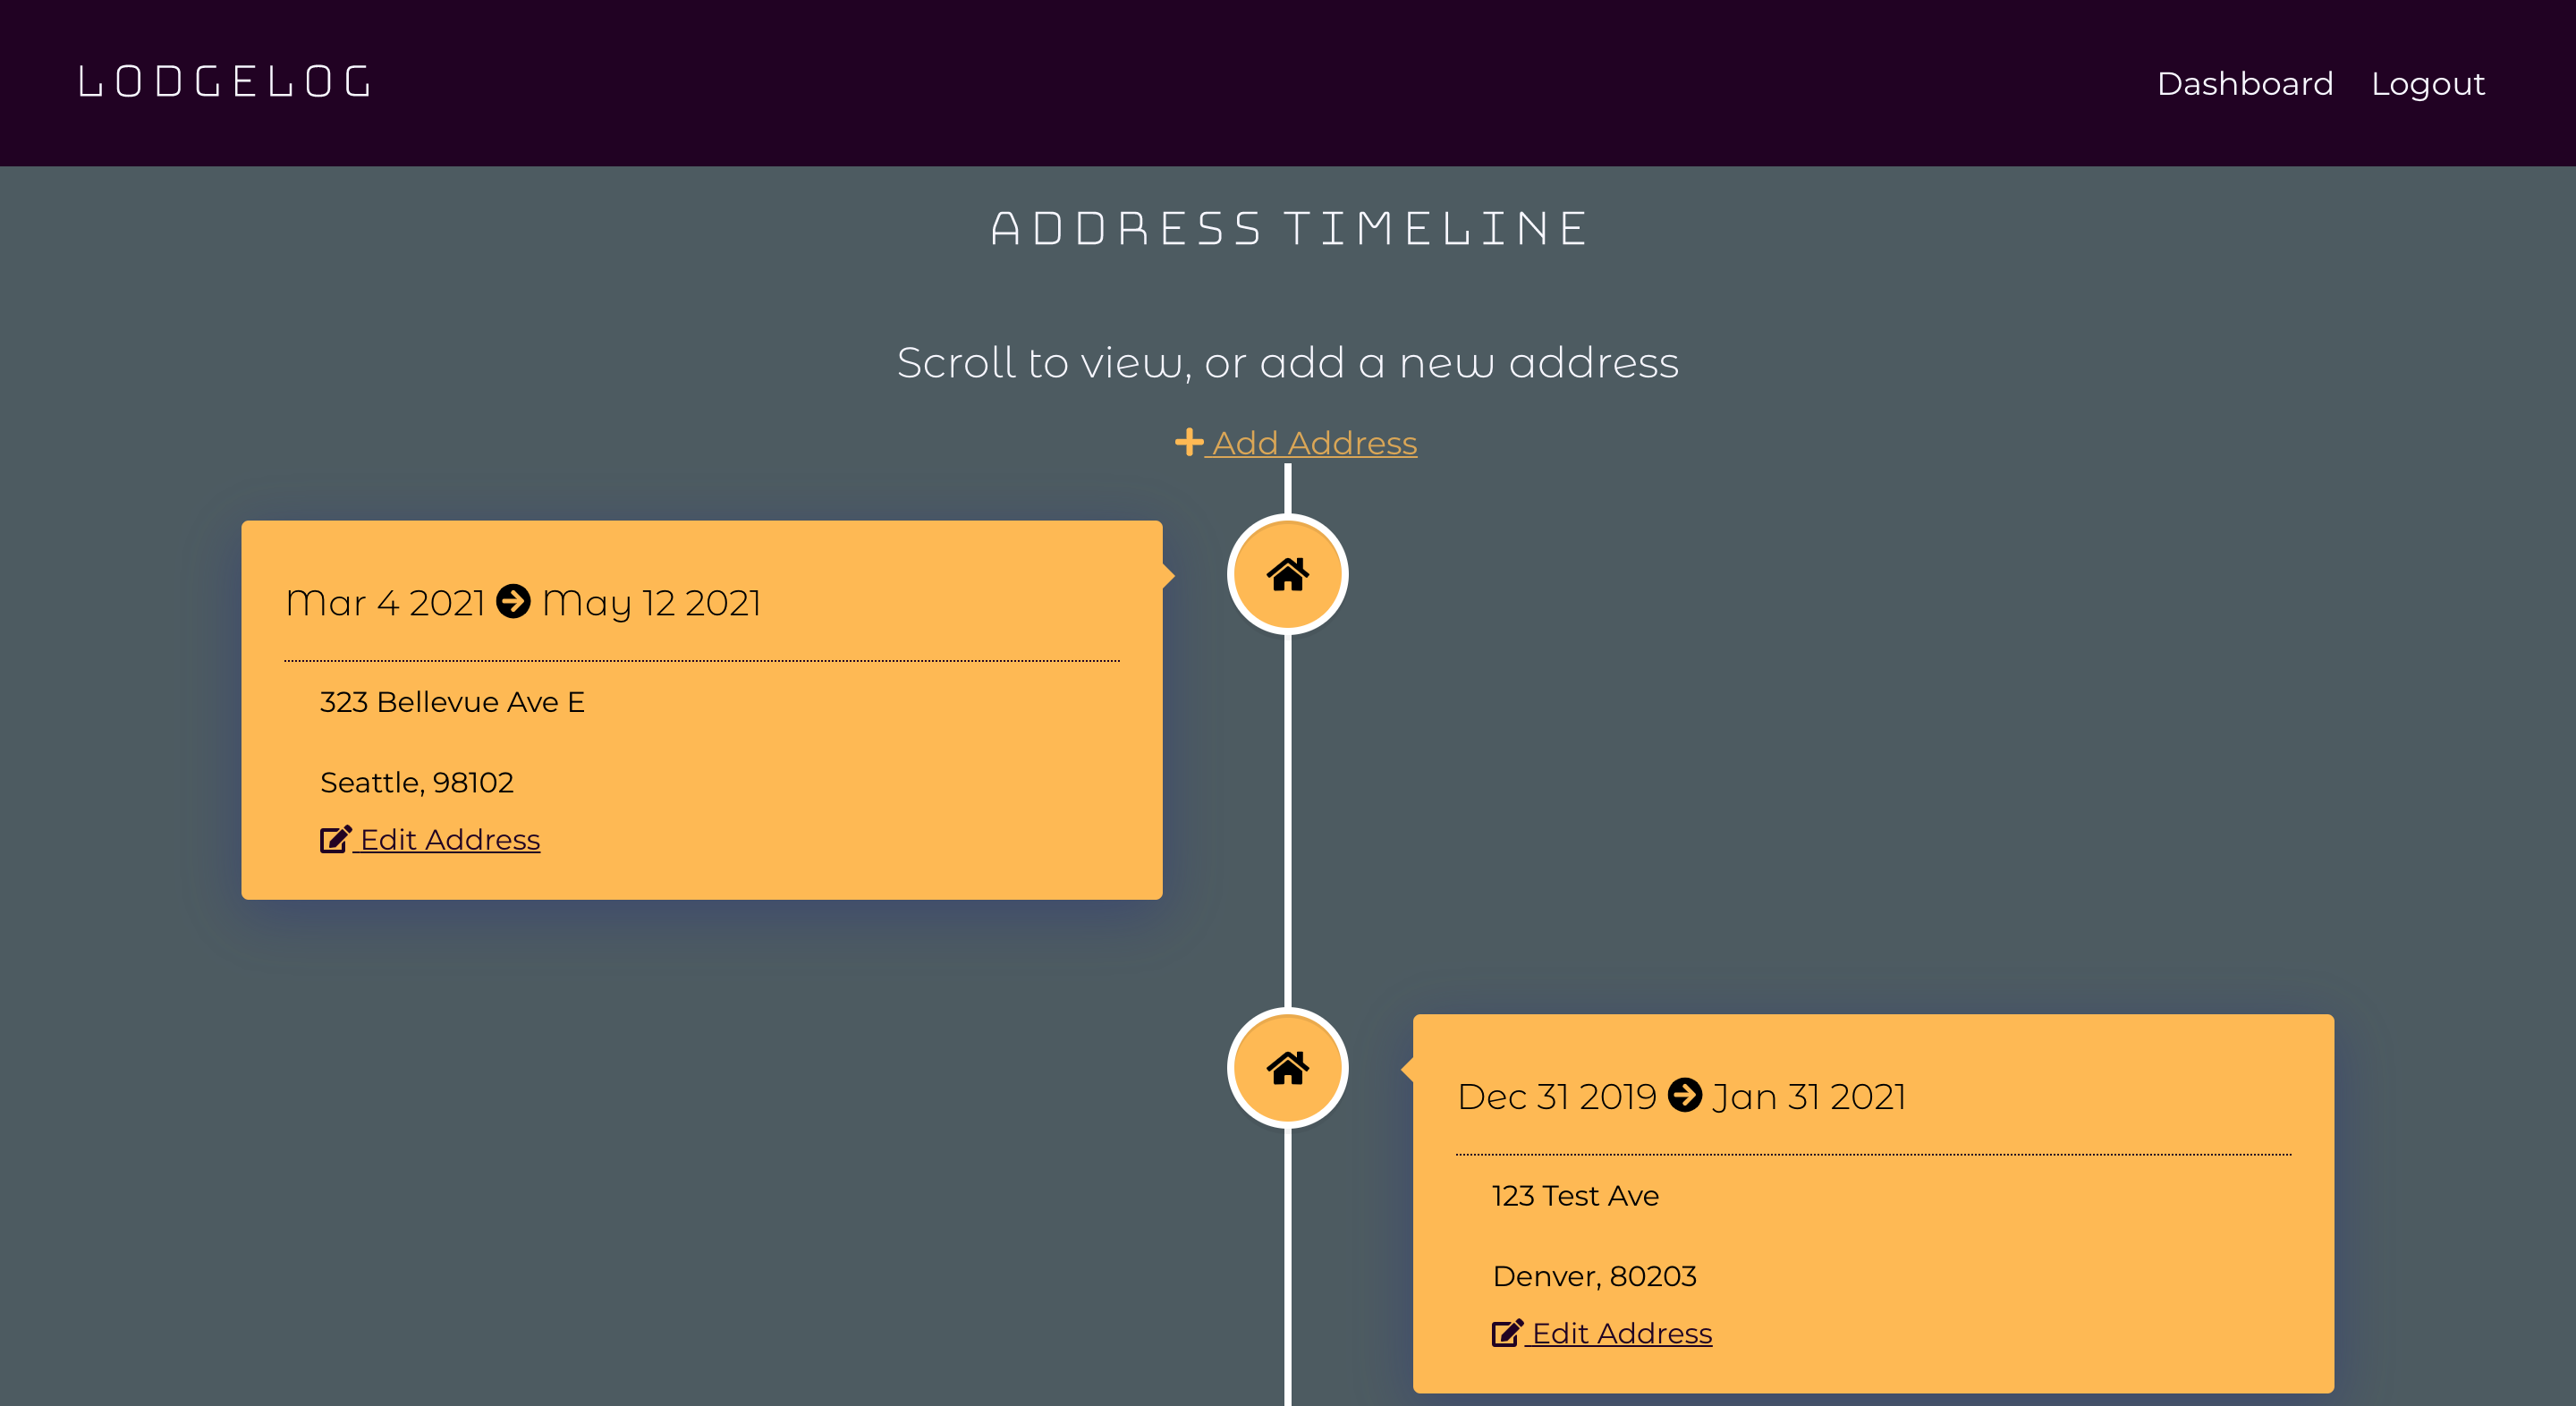 LODGELOG
Dashboard Logout
ADDRESS TIMELINE
Scroll to view, or add a new address
Add Address
Mar 4 2021 May 12 2021
323 Bellevue Ave E
Seattle, 98102
Edit Address
Dec 31 2019 Jan 31 2021
123 Test Ave
Denver, 80203
Edit Address